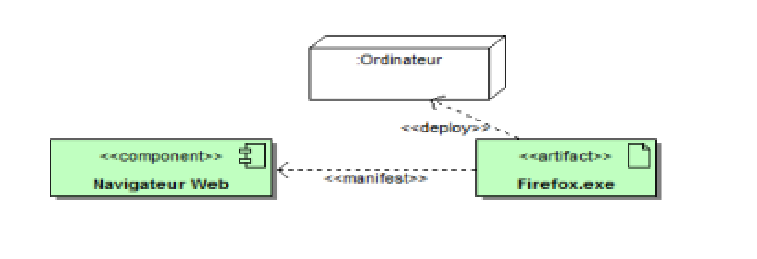 :Ordinateur
<<deploy>>
<<component>>
Navigateur Web
<<manifest>>
<<artifact>>
Firefox.exe